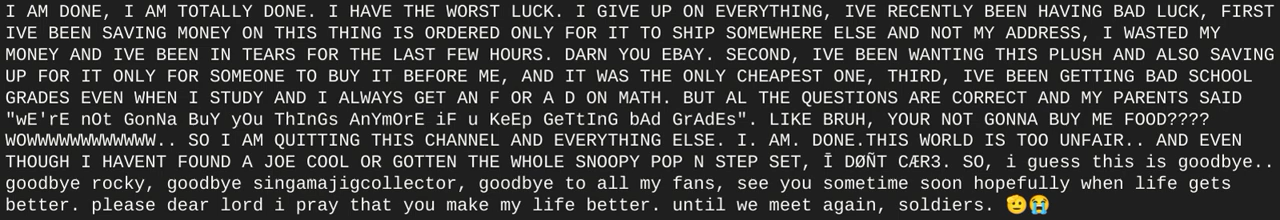 I AM DONE, I AM TOTALLY DONE. I HAVE THE WORST LUCK. I GIVE UP ON EVERYTHING, IVE RECENTLY BEEN HAVING BAD LUCK, FIRST
IVE BEEN SAVING MONEY ON THIS THING IS ORDERED ONLY FOR IT TO SHIP SOMEWHERE ELSE AND NOT MY ADDRESS, I WASTED MY
MONEY AND IVE BEEN IN TEARS FOR THE LAST FEW HOURS. DARN YOU EBAY. SECOND, IVE BEEN WANTING THIS PLUSH AND ALSO SAVING
UP FOR IT ONLY FOR SOMEONE TO BUY IT BEFORE ME, AND IT WAS THE ONLY CHEAPEST ONE, THIRD, IVE BEEN GETTING BAD SCHOOL
GRADES EVEN WHEN I STUDY AND I ALWAYS GET AN F OR A D ON MATH. BUT AL THE QUESTIONS ARE CORRECT AND MY PARENTS SAID
"wE'rE nOt GonNa BuY yOu ThInGs AnYmOrE iF u KeEp GeTtInG bAd GrAdEs". LIKE BRUH, YOUR NOT GONNA BUY ME FOOD????
WOWWWWWWWWWWWW.. SO I AM QUITTING THIS CHANNEL AND EVERYTHING ELSE. I. AM. DONE.THIS WORLD IS TOO UNFAIR.. AND EVEN
THOUGH I HAVENT FOUND A JOE COOL OR GOTTEN THE WHOLE SNOOPY POP N STEP SET, Ī DØÑT CÆR3. SO, i guess this is goodbye..
goodbye rocky, goodbye singamajigcollector, goodbye to all my fans, see you sometime soon hopefully when life gets
better. please dear lord i pray that you make my life better. until we meet again, soldiers. 🫡😭